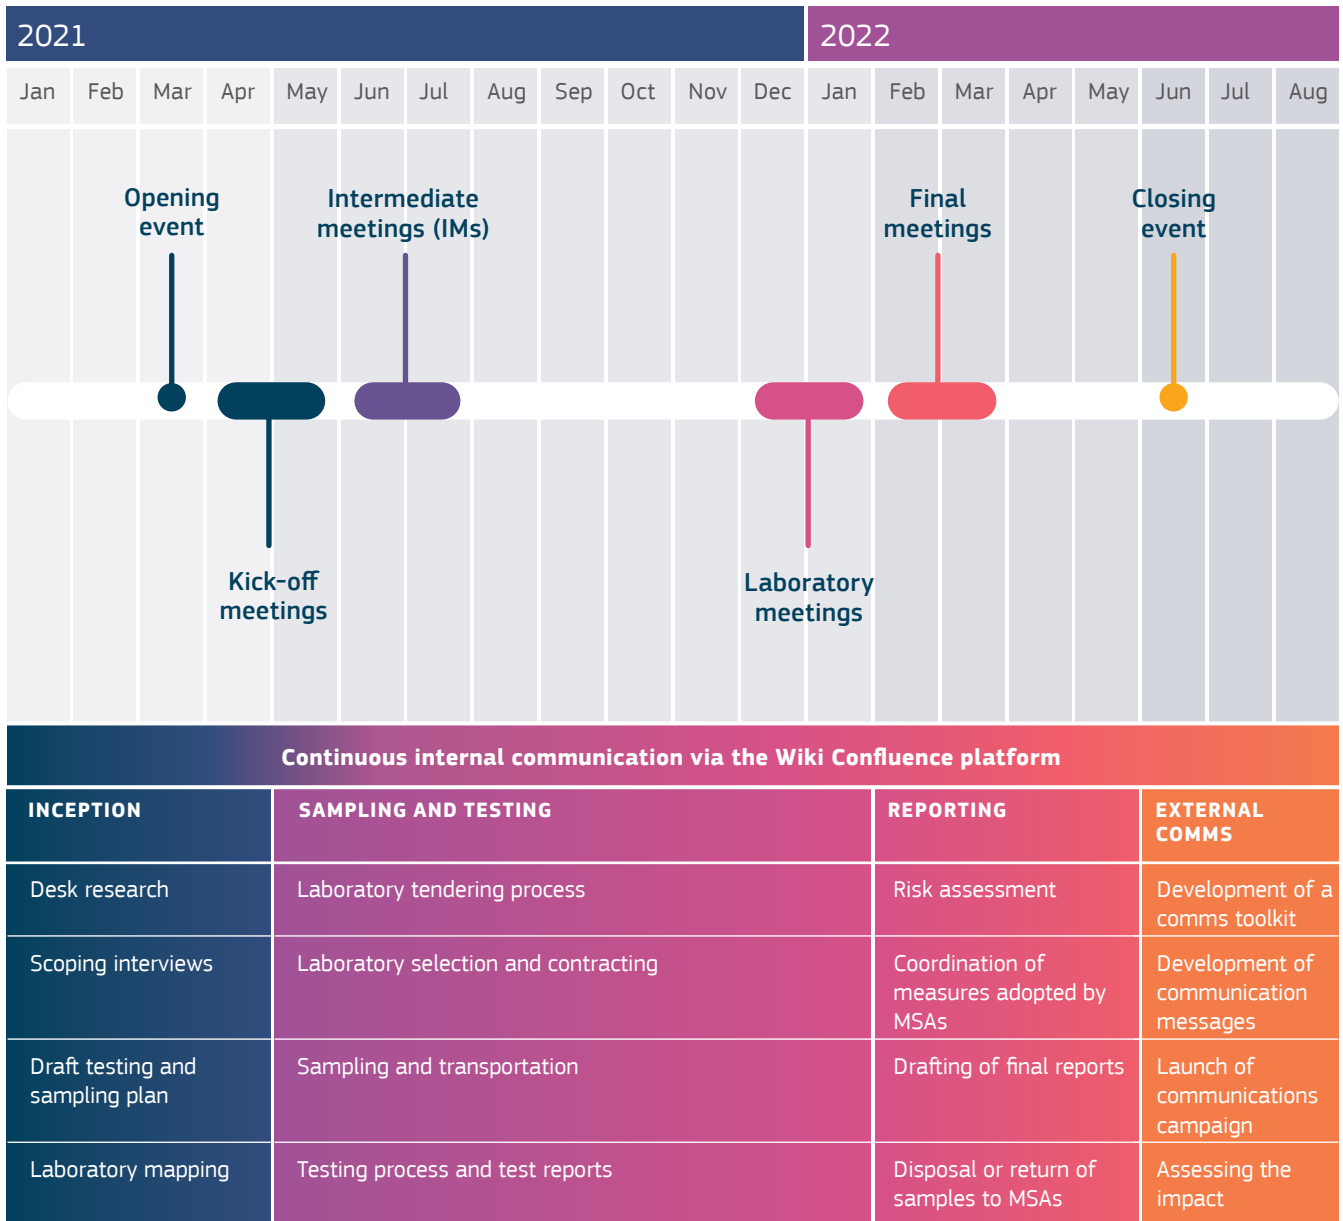 2021
2022
Jan Feb Mar Apr May Jun Jul Aug Sep Oct Nov Dec Jan Feb Mar Apr May Jun Jul Aug
Opening
event
Intermediate
meetings (IMs)
Final
meetings
Closing
event
Kick-off
meetings
Laboratory
meetings
Continuous internal communication via the Wiki Confluence platform
INCEPTION
SAMPLING AND TESTING
REPORTING
EXTERNAL
COMMS
Desk research
Laboratory tendering process
Risk assessment
Development of a
comms toolkit
Scoping interviews
Laboratory selection and contracting
Coordination of
measures adopted by
MSAs
Development of
communication
messages
Draft testing and
sampling plan
Sampling and transportation
Drafting of final reports
Launch of
communications
campaign
Laboratory mapping
Testing process and test reports
Disposal or return of
samples to MSAs
Assessing the
impact